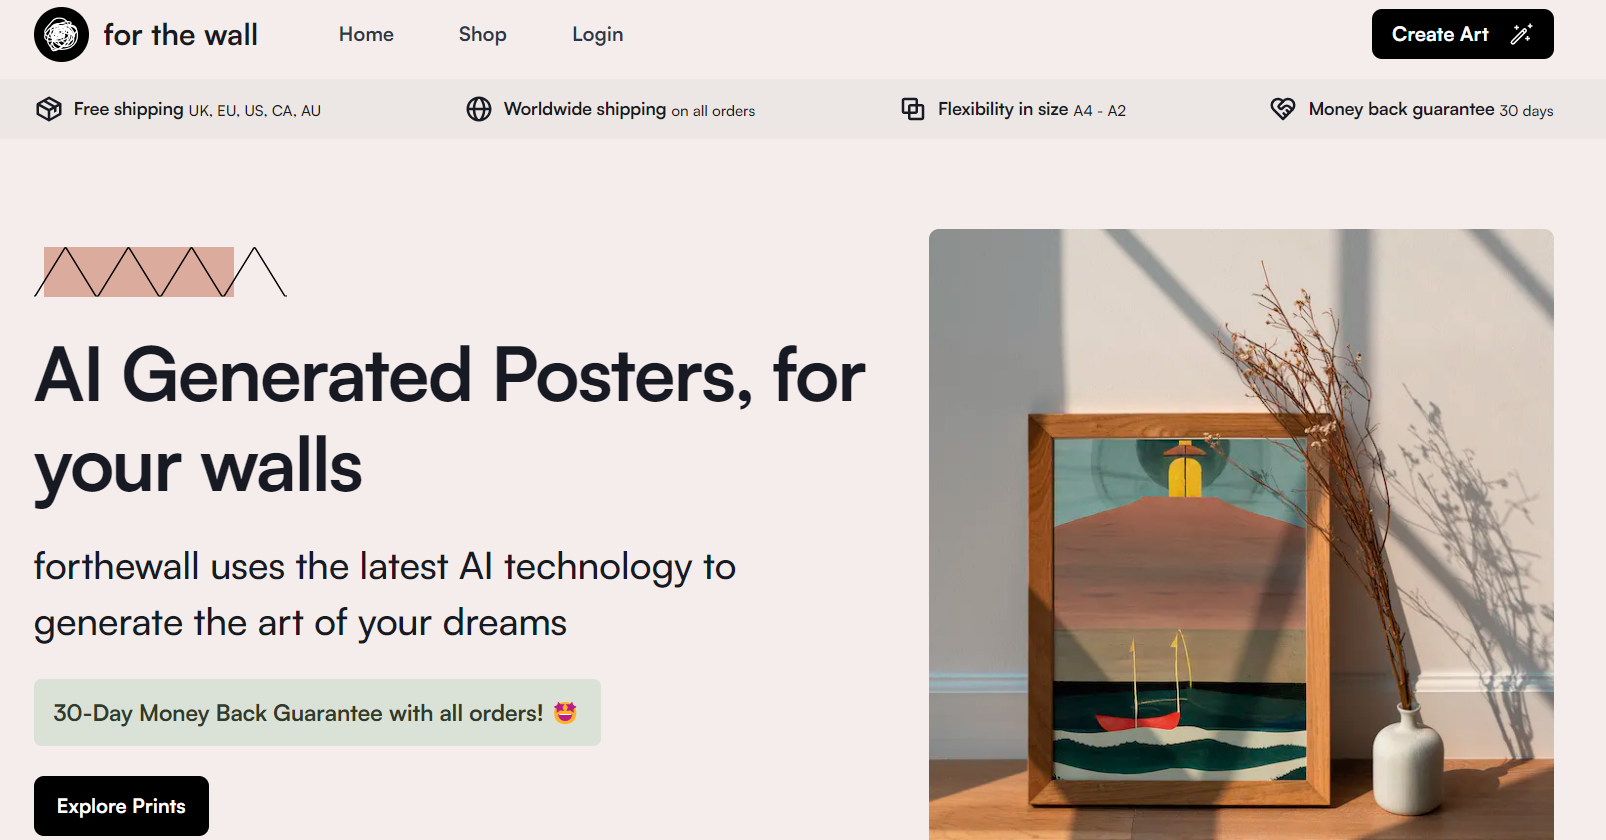 for the wall
Home
Shop
Login
Create Art
Free shipping UK, EU, US, CA, AU
Worldwide shipping on all orders
Flexibility in size A4 - A2
Money back guarantee 30 days
AI Generated Posters, for
your walls
forthewall uses the latest AI technology to
generate the art of your dreams
30-Day Money Back Guarantee with all orders! 🤩
Explore Prints